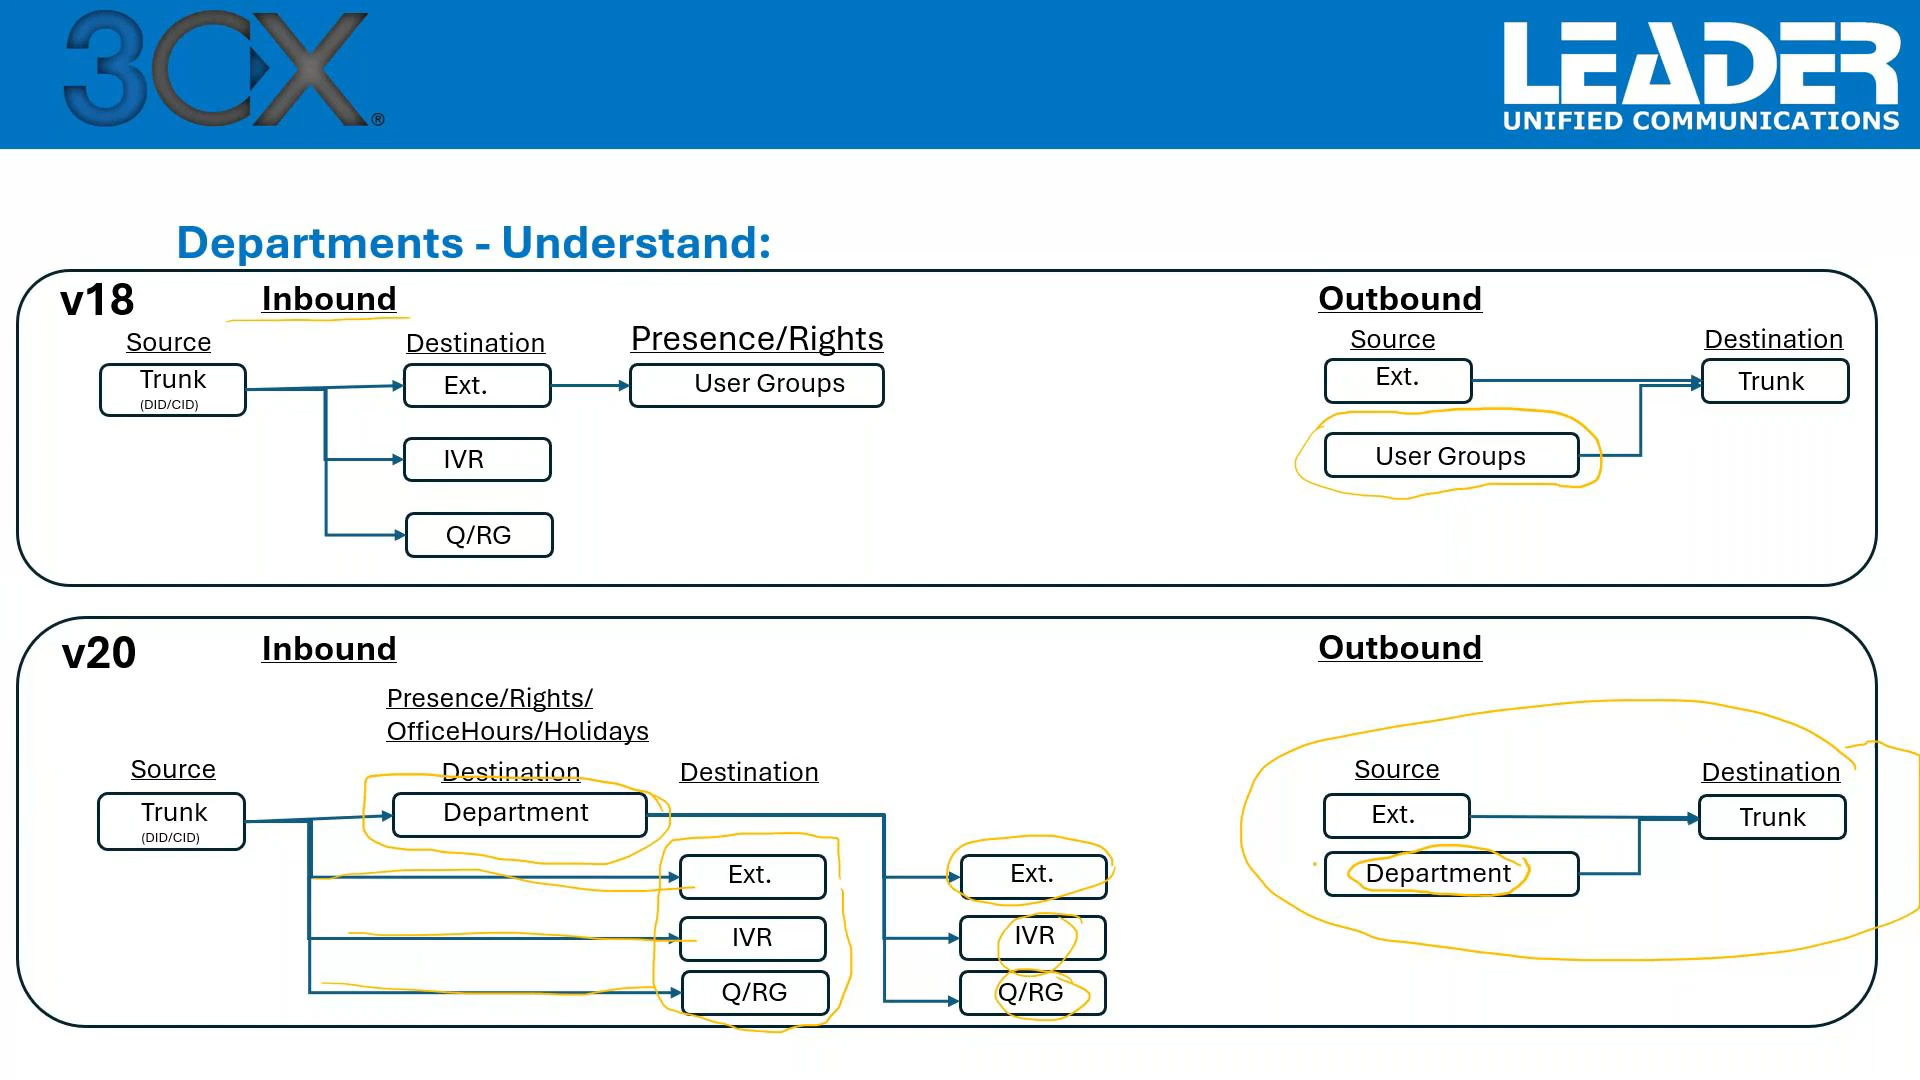 3CX®
LEADER
UNIFIED COMMUNICATIONS
Departments - Understand:
v18
Inbound
Source
Trunk
(DID/CID)
Destination
Ext.
IVR
Q/RG
Presence/Rights
User Groups
Outbound
Source
Ext.
User Groups
Destination
Trunk
v20
Inbound
Presence/Rights/
OfficeHours/Holidays
Source
Trunk
(DID/CID)
Destination
Department
Destination
Ext.
IVR
Q/RG
Ext.
IVR
Q/RG
Outbound
Source
Ext.
Department
Destination
Trunk